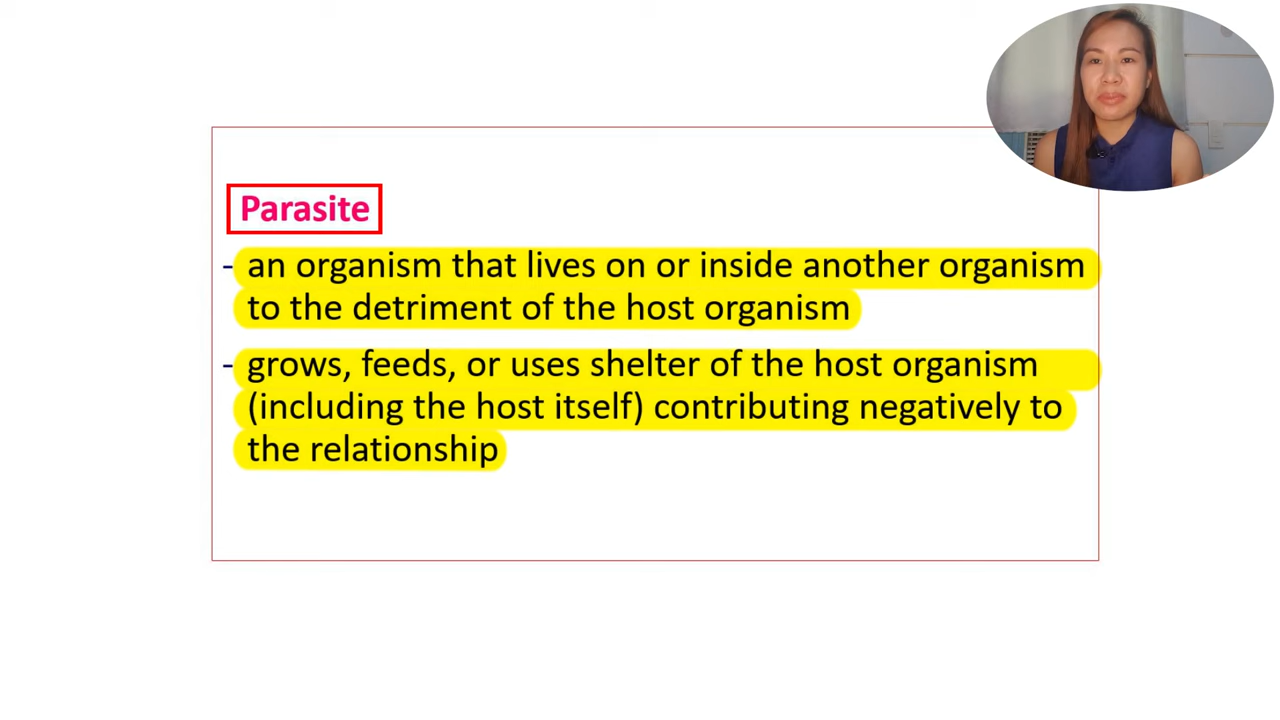 Parasite
- an organism that lives on or inside another organism
to the detriment of the host organism
- grows, feeds, or uses shelter of the host organism
(including the host itself) contributing negatively to
the relationship